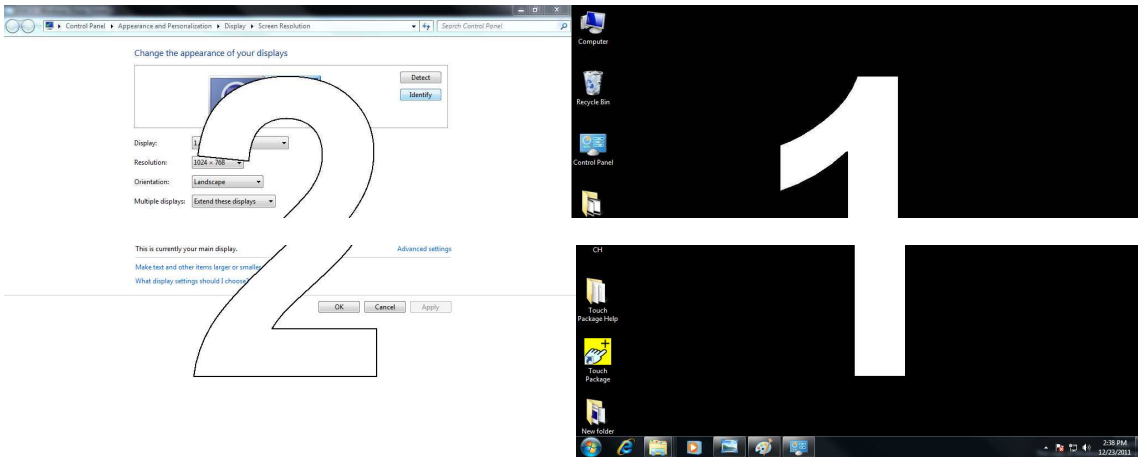 Control Panel ▸ Appearance and Personalization ▸ Display ▸ Screen Resolution
Search Control Panel
Change the appearance of your displays
Detect
Identify
Display:
1.
Resolution:
1024 × 768
Orientation:
Landscape
Multiple displays:
Extend these displays
This is currently your main display.
Advanced settings
Make text and other items larger or smaller
What display settings should I choose?
OK
Cancel
Apply
2
Computer
Recycle Bin
Control Panel
1
CH
Touch
Package Help
Touch
Package
New folder
2:38 PM
12/23/2011